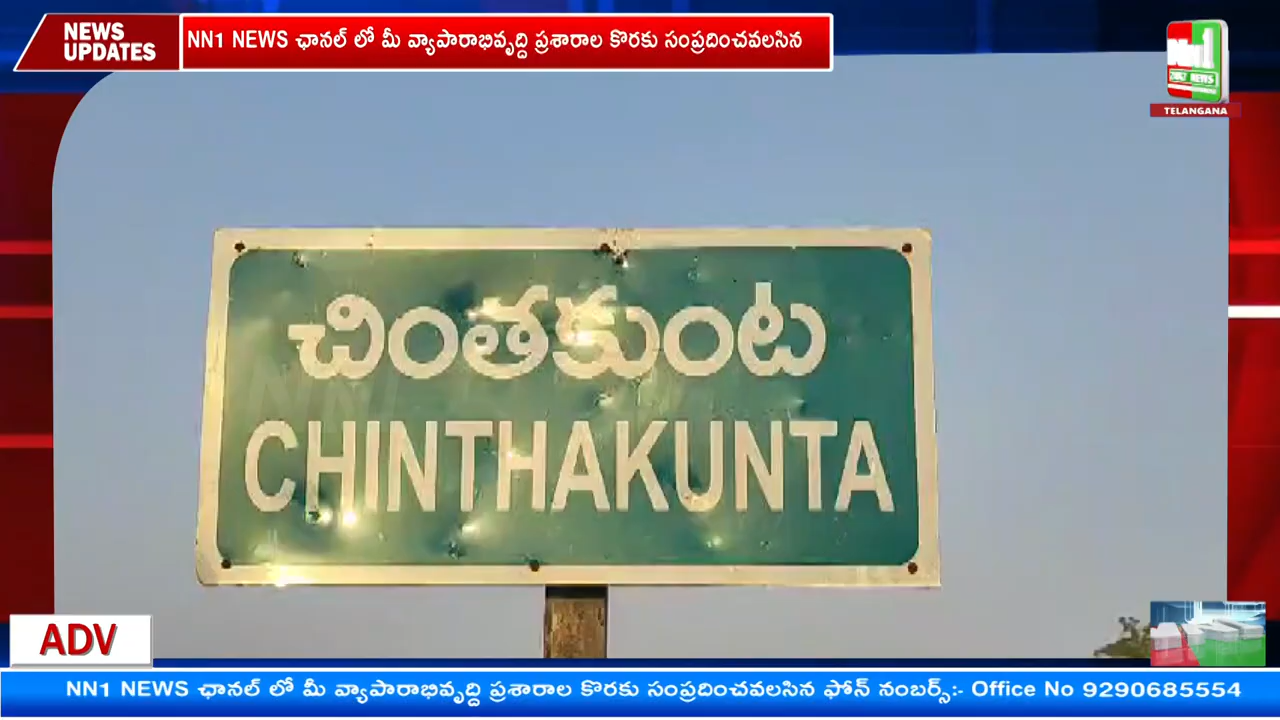 NEWS
UPDATES
NN1 NEWS ఛానల్ లో మీ వ్యాపారాభివృద్ది ప్రశారాల కొరకు సంప్రదించవలసిన
NN1
TELANGANA
చింతకుంట
CHINTHAKUNTA
ADV
NN1 NEWS ఛానల్ లో మీ వ్యాపారాభివృద్ది ప్రశారాల కొరకు సంప్రదించవలసిన ఫోన్ నంబర్స్:- Office No 9290685554